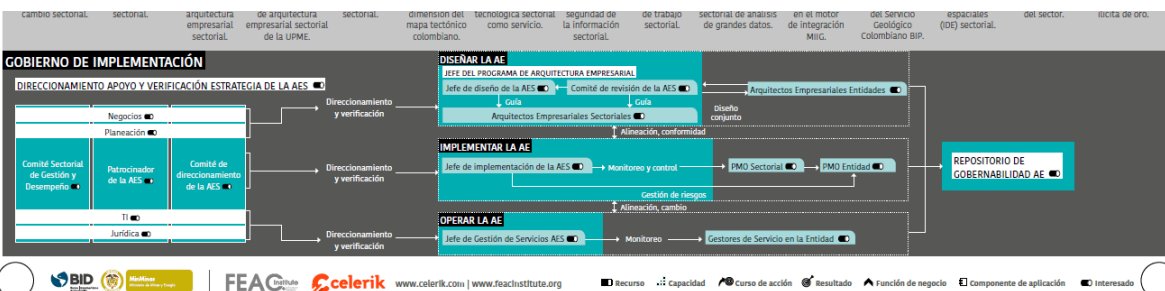 cambio sectorial.
sectorial.
arquitectura
empresarial
sectorial.
de arquitectura
empresarial sectorial
de la UPME.
sectorial.
dimensión del
mapa tectónico
colombiano.
tecnológica sectorial
como servicio.
seguridad de
la información
sectorial.
de trabajo
sectorial.
sectorial de análisis
de grandes datos.
en el motor
de integración
MIIG.
del Servicio
Geológico
Colombiano BIP.
espaciales
(IDE) sectorial.
del sector.
ilícita de oro.
GOBIERNO DE IMPLEMENTACIÓN
DIRECCIONAMIENTO APOYO Y VERIFICACIÓN ESTRATEGIA DE LA AES
Negocios
Planeación
Comité Sectorial
de Gestión y
Desempeño
Patrocinador
de la AES
Comité de
direccionamiento
de la AES
TI
Jurídica
Direccionamiento
y verificación
Direccionamiento
y verificación
Direccionamiento
y verificación
DISEÑAR LA AE
JEFE DEL PROGRAMA DE ARQUITECTURA EMPRESARIAL
Jefe de diseño de la AES
Comité de revisión de la AES
Guía
Guía
Arquitectos Empresariales Sectoriales
Arquitectos Empresariales Entidades
Diseño
conjunto
Alineación, conformidad
IMPLEMENTAR LA AE
Jefe de implementación de la AES
Monitoreo y control
PMO Sectorial
PMO Entidad
Gestión de riesgos
Alineación, cambio
OPERAR LA AE
Jefe de Gestión de Servicios AES
Monitoreo
Gestores de Servicio en la Entidad
REPOSITORIO DE
GOBERNABILIDAD AE
BID
MinMinas
FEAC Institute
celerik
www.celerik.com | www.feacinstitute.org
Recurso
Capacidad
Curso de acción
Resultado
Función de negocio
Componente de aplicación
Interesado